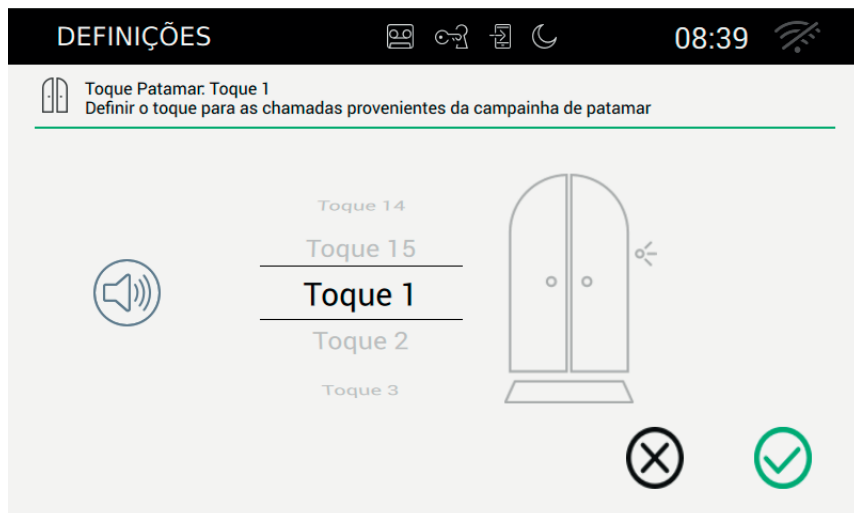 DEFINIÇÕES
08:39
Toque Patamar: Toque 1
Definir o toque para as chamadas provenientes da campainha de patamar
Toque 14
Toque 15
Toque 1
Toque 2
Toque 3